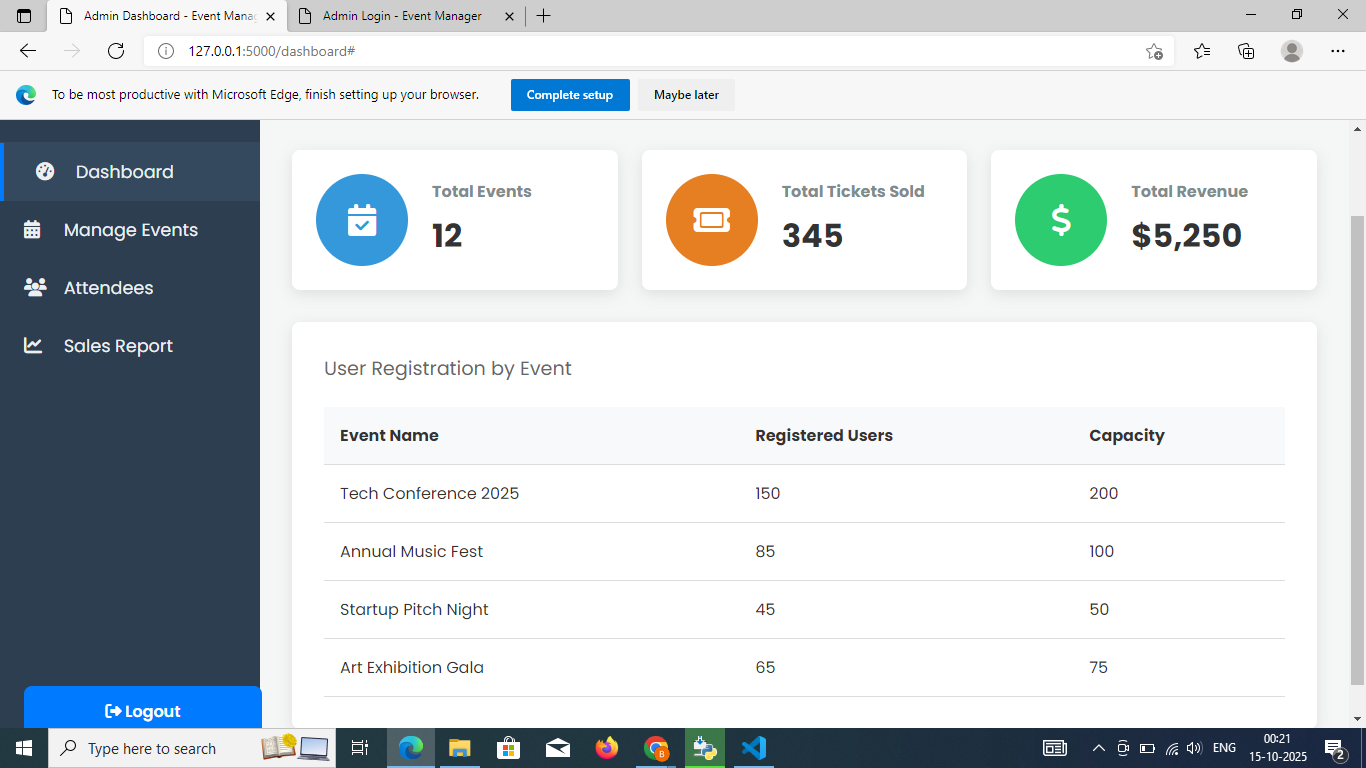 Admin Dashboard - Event Mana
Admin Login - Event Manager
127.0.0.1:5000/dashboard#
To be most productive with Microsoft Edge, finish setting up your browser.
Complete setup
Maybe later
Dashboard
Manage Events
Attendees
Sales Report
Logout
Total Events
12
Total Tickets Sold
345
Total Revenue
$5,250
User Registration by Event
Event Name Registered Users Capacity
Tech Conference 2025 150 200
Annual Music Fest 85 100
Startup Pitch Night 45 50
Art Exhibition Gala 65 75
Type here to search
B
ENG
00:21
15-10-2025
2